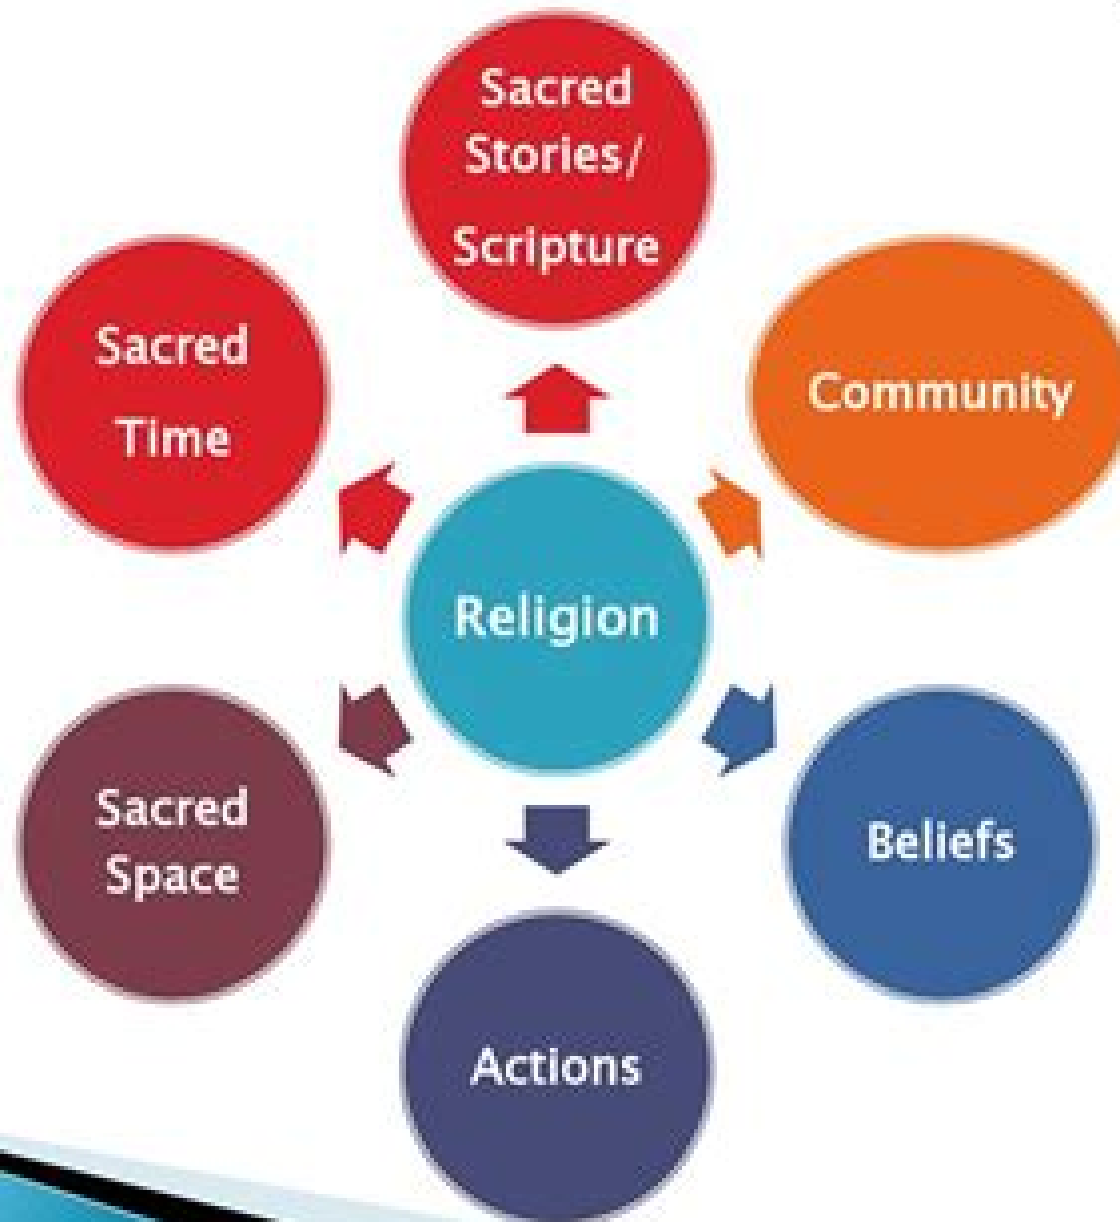 Sacred
Stories/
Scripture
Community
Beliefs
Actions
Sacred
Space
Sacred
Time
Religion